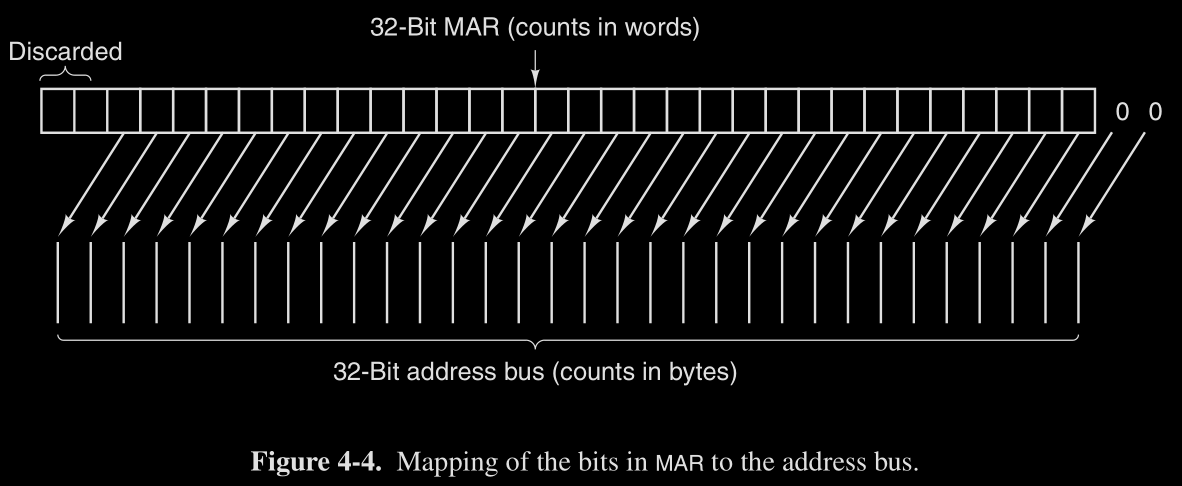 32-Bit MAR (counts in words)
Discarded
0 0
32-Bit address bus (counts in bytes)
Figure 4-4. Mapping of the bits in MAR to the address bus.